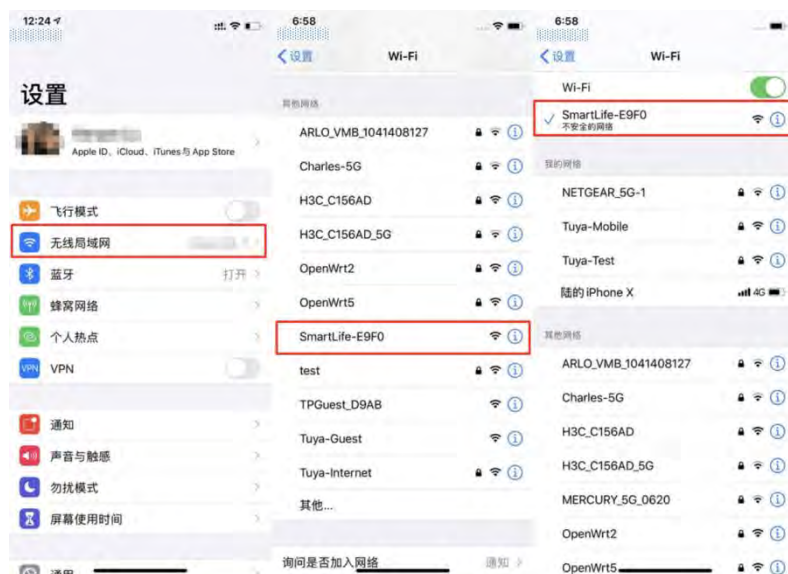 12:24
设置
Apple ID、iCloud、iTunes与 App Store
飞行模式
无线局域网
蓝牙
打开
蜂窝网络
个人热点
VPN
VPN
通知
声音与触感
勿扰模式
屏幕使用时间
通用
6:58
设置
Wi-Fi
其他网络
ARLO_VMB_1041408127
Charles-5G
H3C_C156AD
H3C_C156AD_5G
OpenWrt2
OpenWrt5
SmartLife-E9F0
test
TPGuest_D9AB
Tuya-Guest
Tuya-Internet
其他...
询问是否加入网络
通知
6:58
设置
Wi-Fi
Wi-Fi
SmartLife-E9F0
不安全的网络
我的网络
NETGEAR_5G-1
Tuya-Mobile
Tuya-Test
陆的 iPhone X
4G
其他网络
ARLO_VMB_1041408127
Charles-5G
H3C_C156AD
H3C_C156AD_5G
MERCURY_5G_0620
OpenWrt2
OpenWrt5